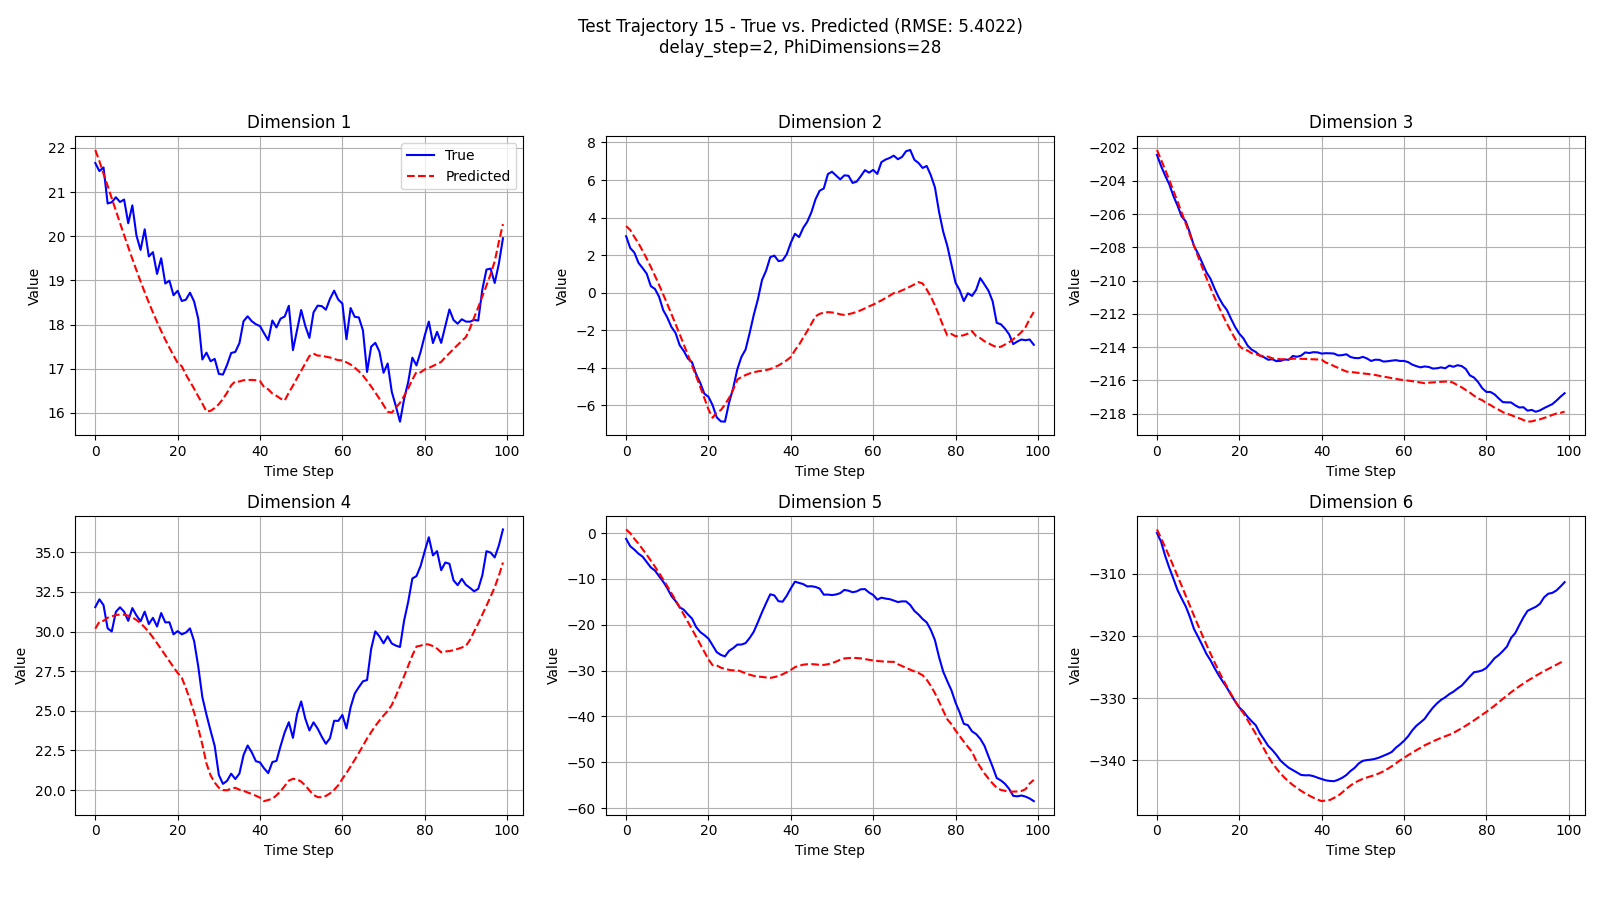 Test Trajectory 15 - True vs. Predicted (RMSE: 5.4022)
delay_step=2, PhiDimensions=28
Dimension 1
22
21
20
19
18
17
16
Value
0 20 40 60 80 100
Time Step
True
Predicted
Dimension 2
8
6
4
2
0
−2
−4
−6
Value
0 20 40 60 80 100
Time Step
Dimension 3
−202
−204
−206
−208
−210
−212
−214
−216
−218
Value
0 20 40 60 80 100
Time Step
Dimension 4
35.0
32.5
30.0
27.5
25.0
22.5
20.0
Value
0 20 40 60 80 100
Time Step
Dimension 5
0
−10
−20
−30
−40
−50
−60
Value
0 20 40 60 80 100
Time Step
Dimension 6
−310
−320
−330
−340
Value
0 20 40 60 80 100
Time Step